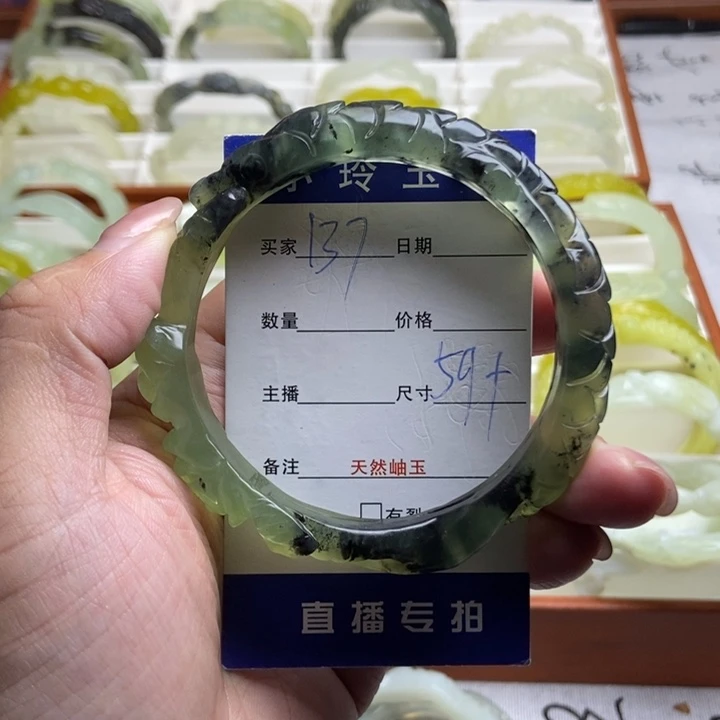 玲玉
买家 137 日期
数量 价格
主播 尺寸 59+
备注 天然岫玉
□有裂
直播专拍